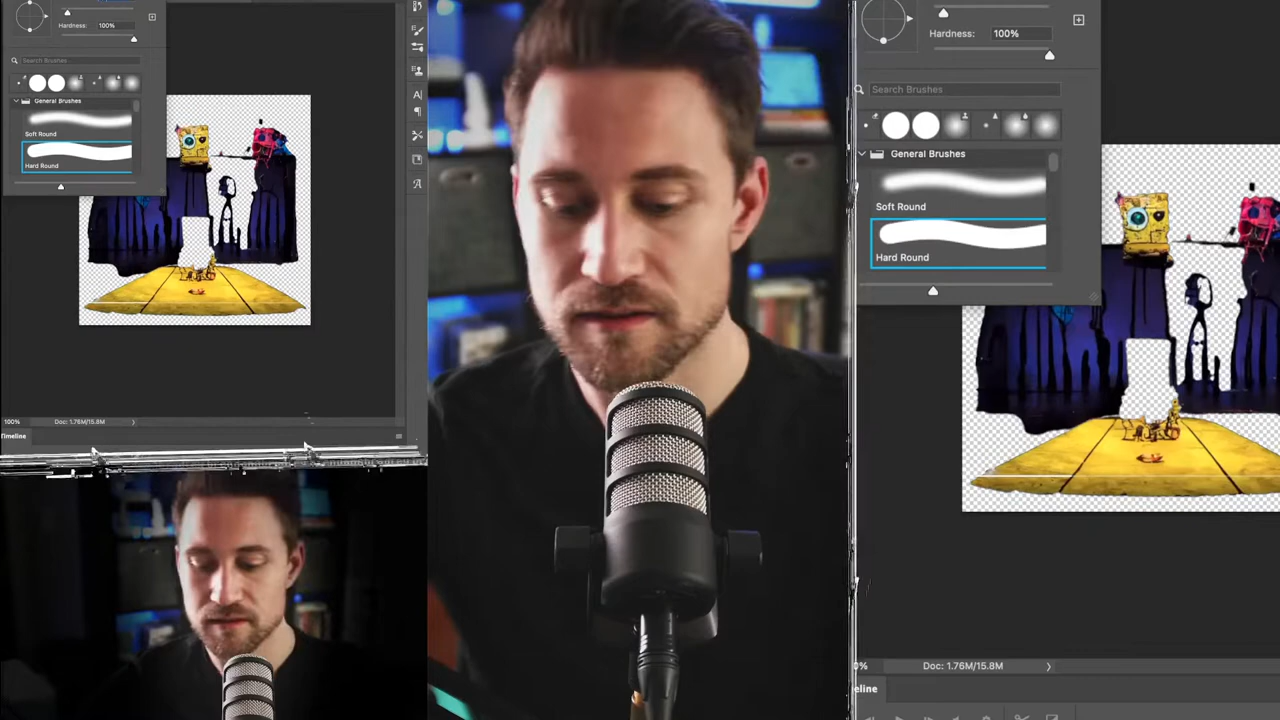 Hardness: 100%
Search Brushes
General Brushes
Soft Round
Hard Round
100%
Doc: 1.76M/15.8M
Timeline
Hardness: 100%
Search Brushes
General Brushes
Soft Round
Hard Round
0%
Doc: 1.76M/15.8M
eline